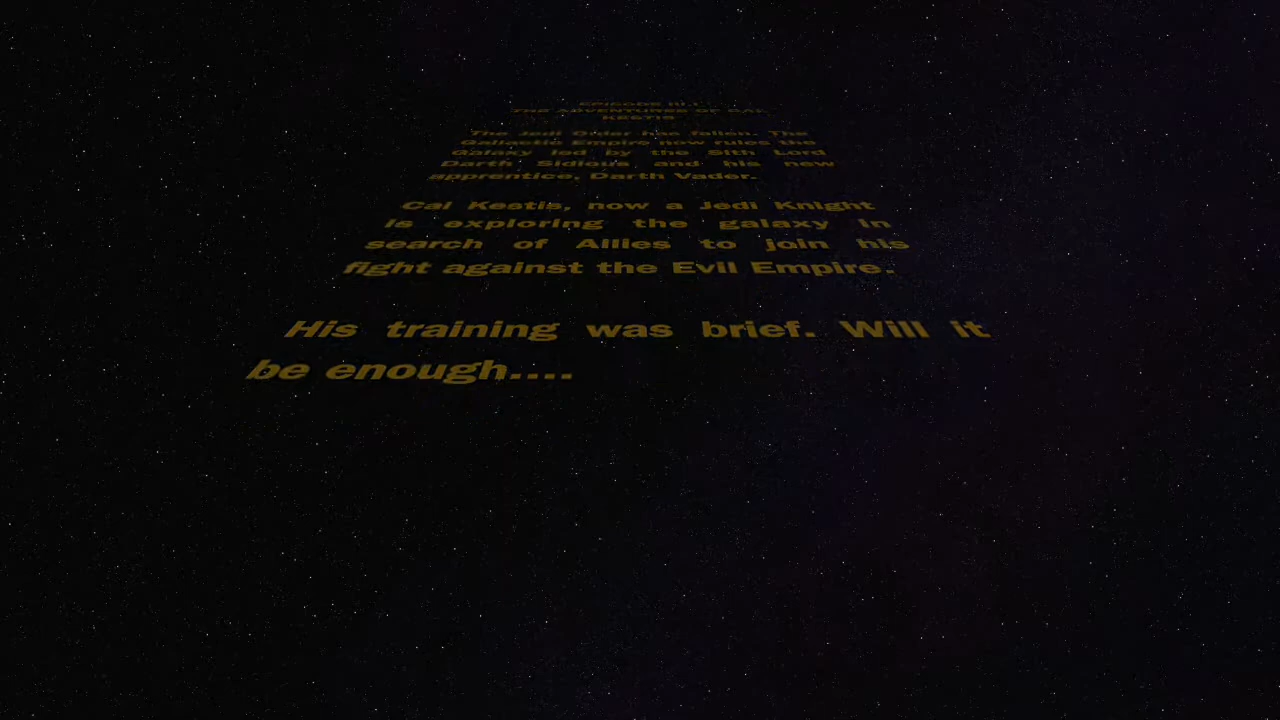 EPISODE III.I
THE ADVENTURES OF CAL
KESTIS
The Jedi Order has fallen. The
Gallactic Empire now rules the
Galaxy led by the Sith Lord
Darth Sidious and his new
apprentice, Darth Vader.
Cal Kestis, now a Jedi Knight
is exploring the galaxy in
search of Allies to join his
fight against the Evil Empire.
His training was brief. Will it
be enough....